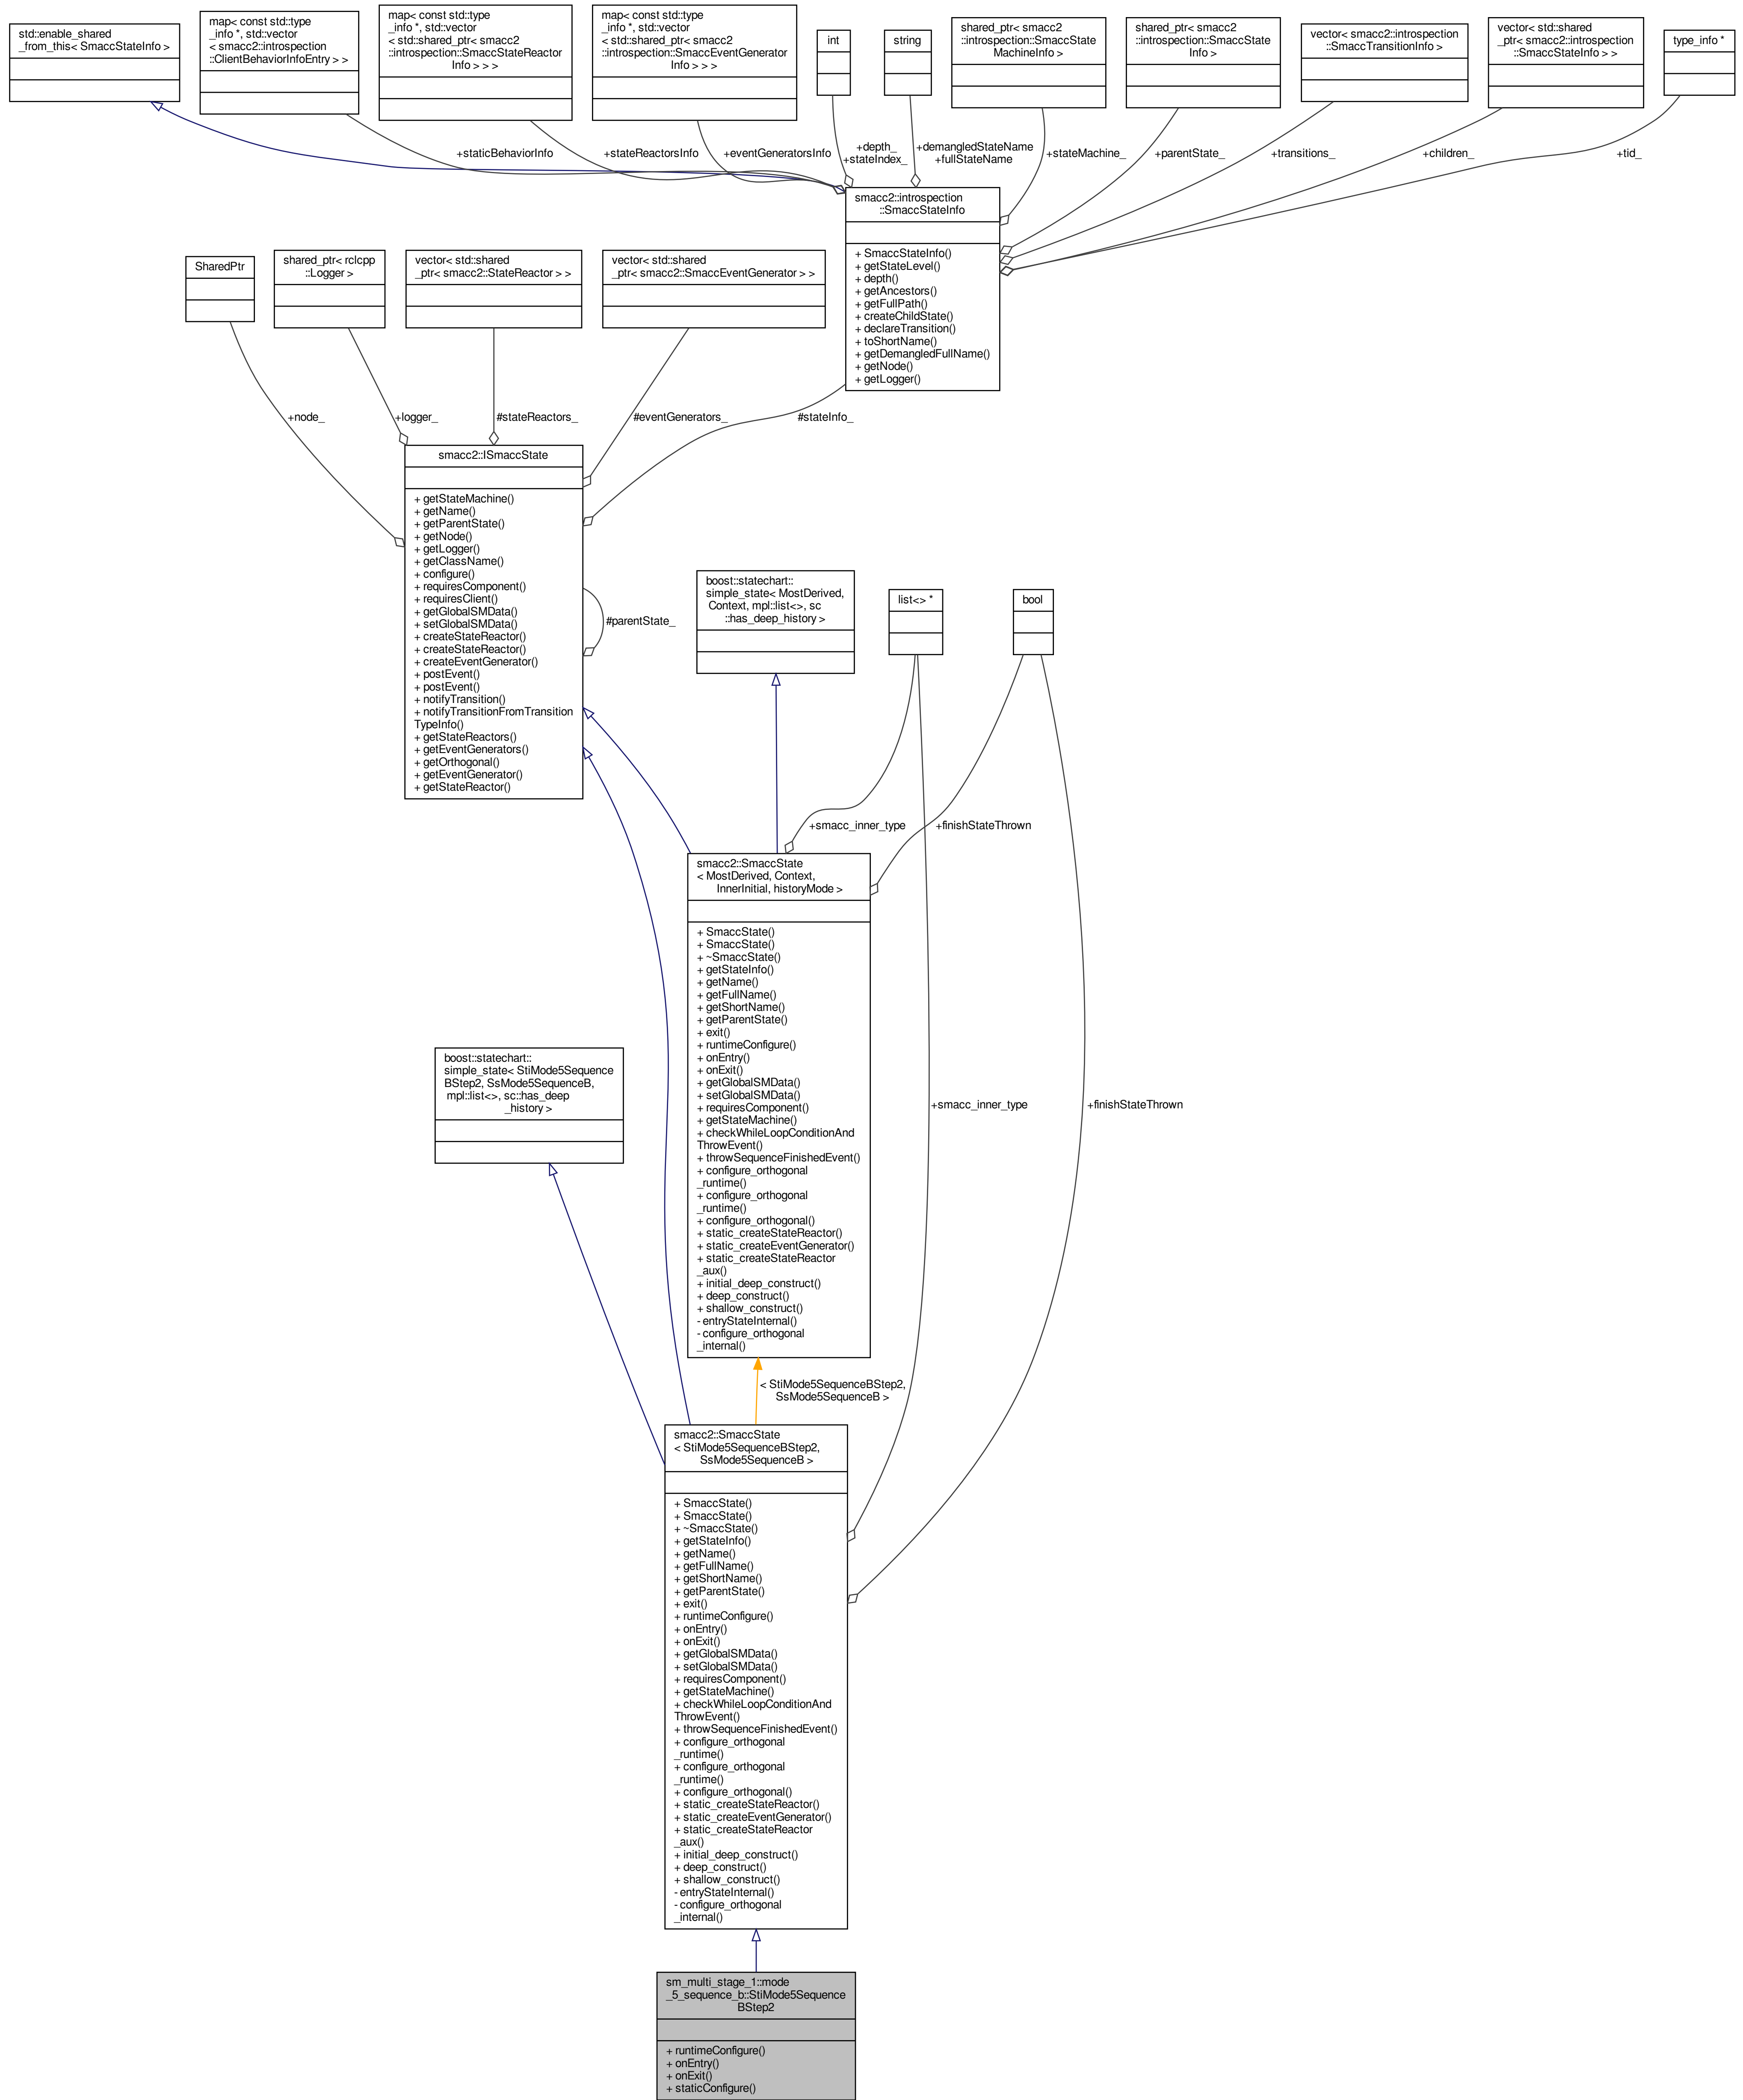 std::enable_shared
_from_this< SmaccStateInfo >
map< const std::type
_info *, std::vector
< smacc2::introspection
::ClientBehaviorInfoEntry > >
map< const std::type
_info *, std::vector
< std::shared_ptr< smacc2
::introspection::SmaccStateReactor
Info > > >
map< const std::type
_info *, std::vector
< std::shared_ptr< smacc2
::introspection::SmaccEventGenerator
Info > > >
int
string
shared_ptr< smacc2
::introspection::SmaccState
MachineInfo >
shared_ptr< smacc2
::introspection::SmaccState
Info >
vector< smacc2::introspection
::SmaccTransitionInfo >
vector< std::shared
_ptr< smacc2::introspection
::SmaccStateInfo > >
type_info *
+staticBehaviorInfo
+stateReactorsInfo
+eventGeneratorsInfo
+depth_
+stateIndex_
+demangledStateName
+fullStateName
+stateMachine_
+parentState_
+transitions_
+children_
+tid_
smacc2::introspection
::SmaccStateInfo
+ SmaccStateInfo()
+ getStateLevel()
+ depth()
+ getAncestors()
+ getFullPath()
+ createChildState()
+ declareTransition()
+ toShortName()
+ getDemangledFullName()
+ getNode()
+ getLogger()
SharedPtr
shared_ptr< rclcpp
::Logger >
vector< std::shared
_ptr< smacc2::StateReactor > >
vector< std::shared
_ptr< smacc2::SmaccEventGenerator > >
+node_
+logger_
#stateReactors_
#eventGenerators_
#stateInfo_
smacc2::ISmaccState
+ getStateMachine()
+ getName()
+ getParentState()
+ getNode()
+ getLogger()
+ getClassName()
+ configure()
+ requiresComponent()
+ requiresClient()
+ getGlobalSMData()
+ setGlobalSMData()
+ createStateReactor()
+ createStateReactor()
+ createEventGenerator()
+ postEvent()
+ postEvent()
+ notifyTransition()
+ notifyTransitionFromTransition
TypeInfo()
+ getStateReactors()
+ getEventGenerators()
+ getOrthogonal()
+ getEventGenerator()
+ getStateReactor()
#parentState_
boost::statechart::
simple_state< MostDerived,
Context, mpl::list<>, sc
::has_deep_history >
list<> *
bool
+smacc_inner_type
+finishStateThrown
smacc2::SmaccState
< MostDerived, Context,
InnerInitial, historyMode >
+ SmaccState()
+ SmaccState()
+ ~SmaccState()
+ getStateInfo()
+ getName()
+ getFullName()
+ getShortName()
+ getParentState()
+ exit()
+ runtimeConfigure()
+ onEntry()
+ onExit()
+ getGlobalSMData()
+ setGlobalSMData()
+ requiresComponent()
+ getStateMachine()
+ checkWhileLoopConditionAnd
ThrowEvent()
+ throwSequenceFinishedEvent()
+ configure_orthogonal
_runtime()
+ configure_orthogonal
_runtime()
+ configure_orthogonal()
+ static_createStateReactor()
+ static_createEventGenerator()
+ static_createStateReactor
_aux()
+ initial_deep_construct()
+ deep_construct()
+ shallow_construct()
- entryStateInternal()
- configure_orthogonal
_internal()
boost::statechart::
simple_state< StiMode5Sequence
BStep2, SsMode5SequenceB,
mpl::list<>, sc::has_deep
_history >
+smacc_inner_type
+finishStateThrown
< StiMode5SequenceBStep2,
SsMode5SequenceB >
smacc2::SmaccState
< StiMode5SequenceBStep2,
SsMode5SequenceB >
+ SmaccState()
+ SmaccState()
+ ~SmaccState()
+ getStateInfo()
+ getName()
+ getFullName()
+ getShortName()
+ getParentState()
+ exit()
+ runtimeConfigure()
+ onEntry()
+ onExit()
+ getGlobalSMData()
+ setGlobalSMData()
+ requiresComponent()
+ getStateMachine()
+ checkWhileLoopConditionAnd
ThrowEvent()
+ throwSequenceFinishedEvent()
+ configure_orthogonal
_runtime()
+ configure_orthogonal
_runtime()
+ configure_orthogonal()
+ static_createStateReactor()
+ static_createEventGenerator()
+ static_createStateReactor
_aux()
+ initial_deep_construct()
+ deep_construct()
+ shallow_construct()
- entryStateInternal()
- configure_orthogonal
_internal()
sm_multi_stage_1::mode
_5_sequence_b::StiMode5Sequence
BStep2
+ runtimeConfigure()
+ onEntry()
+ onExit()
+ staticConfigure()